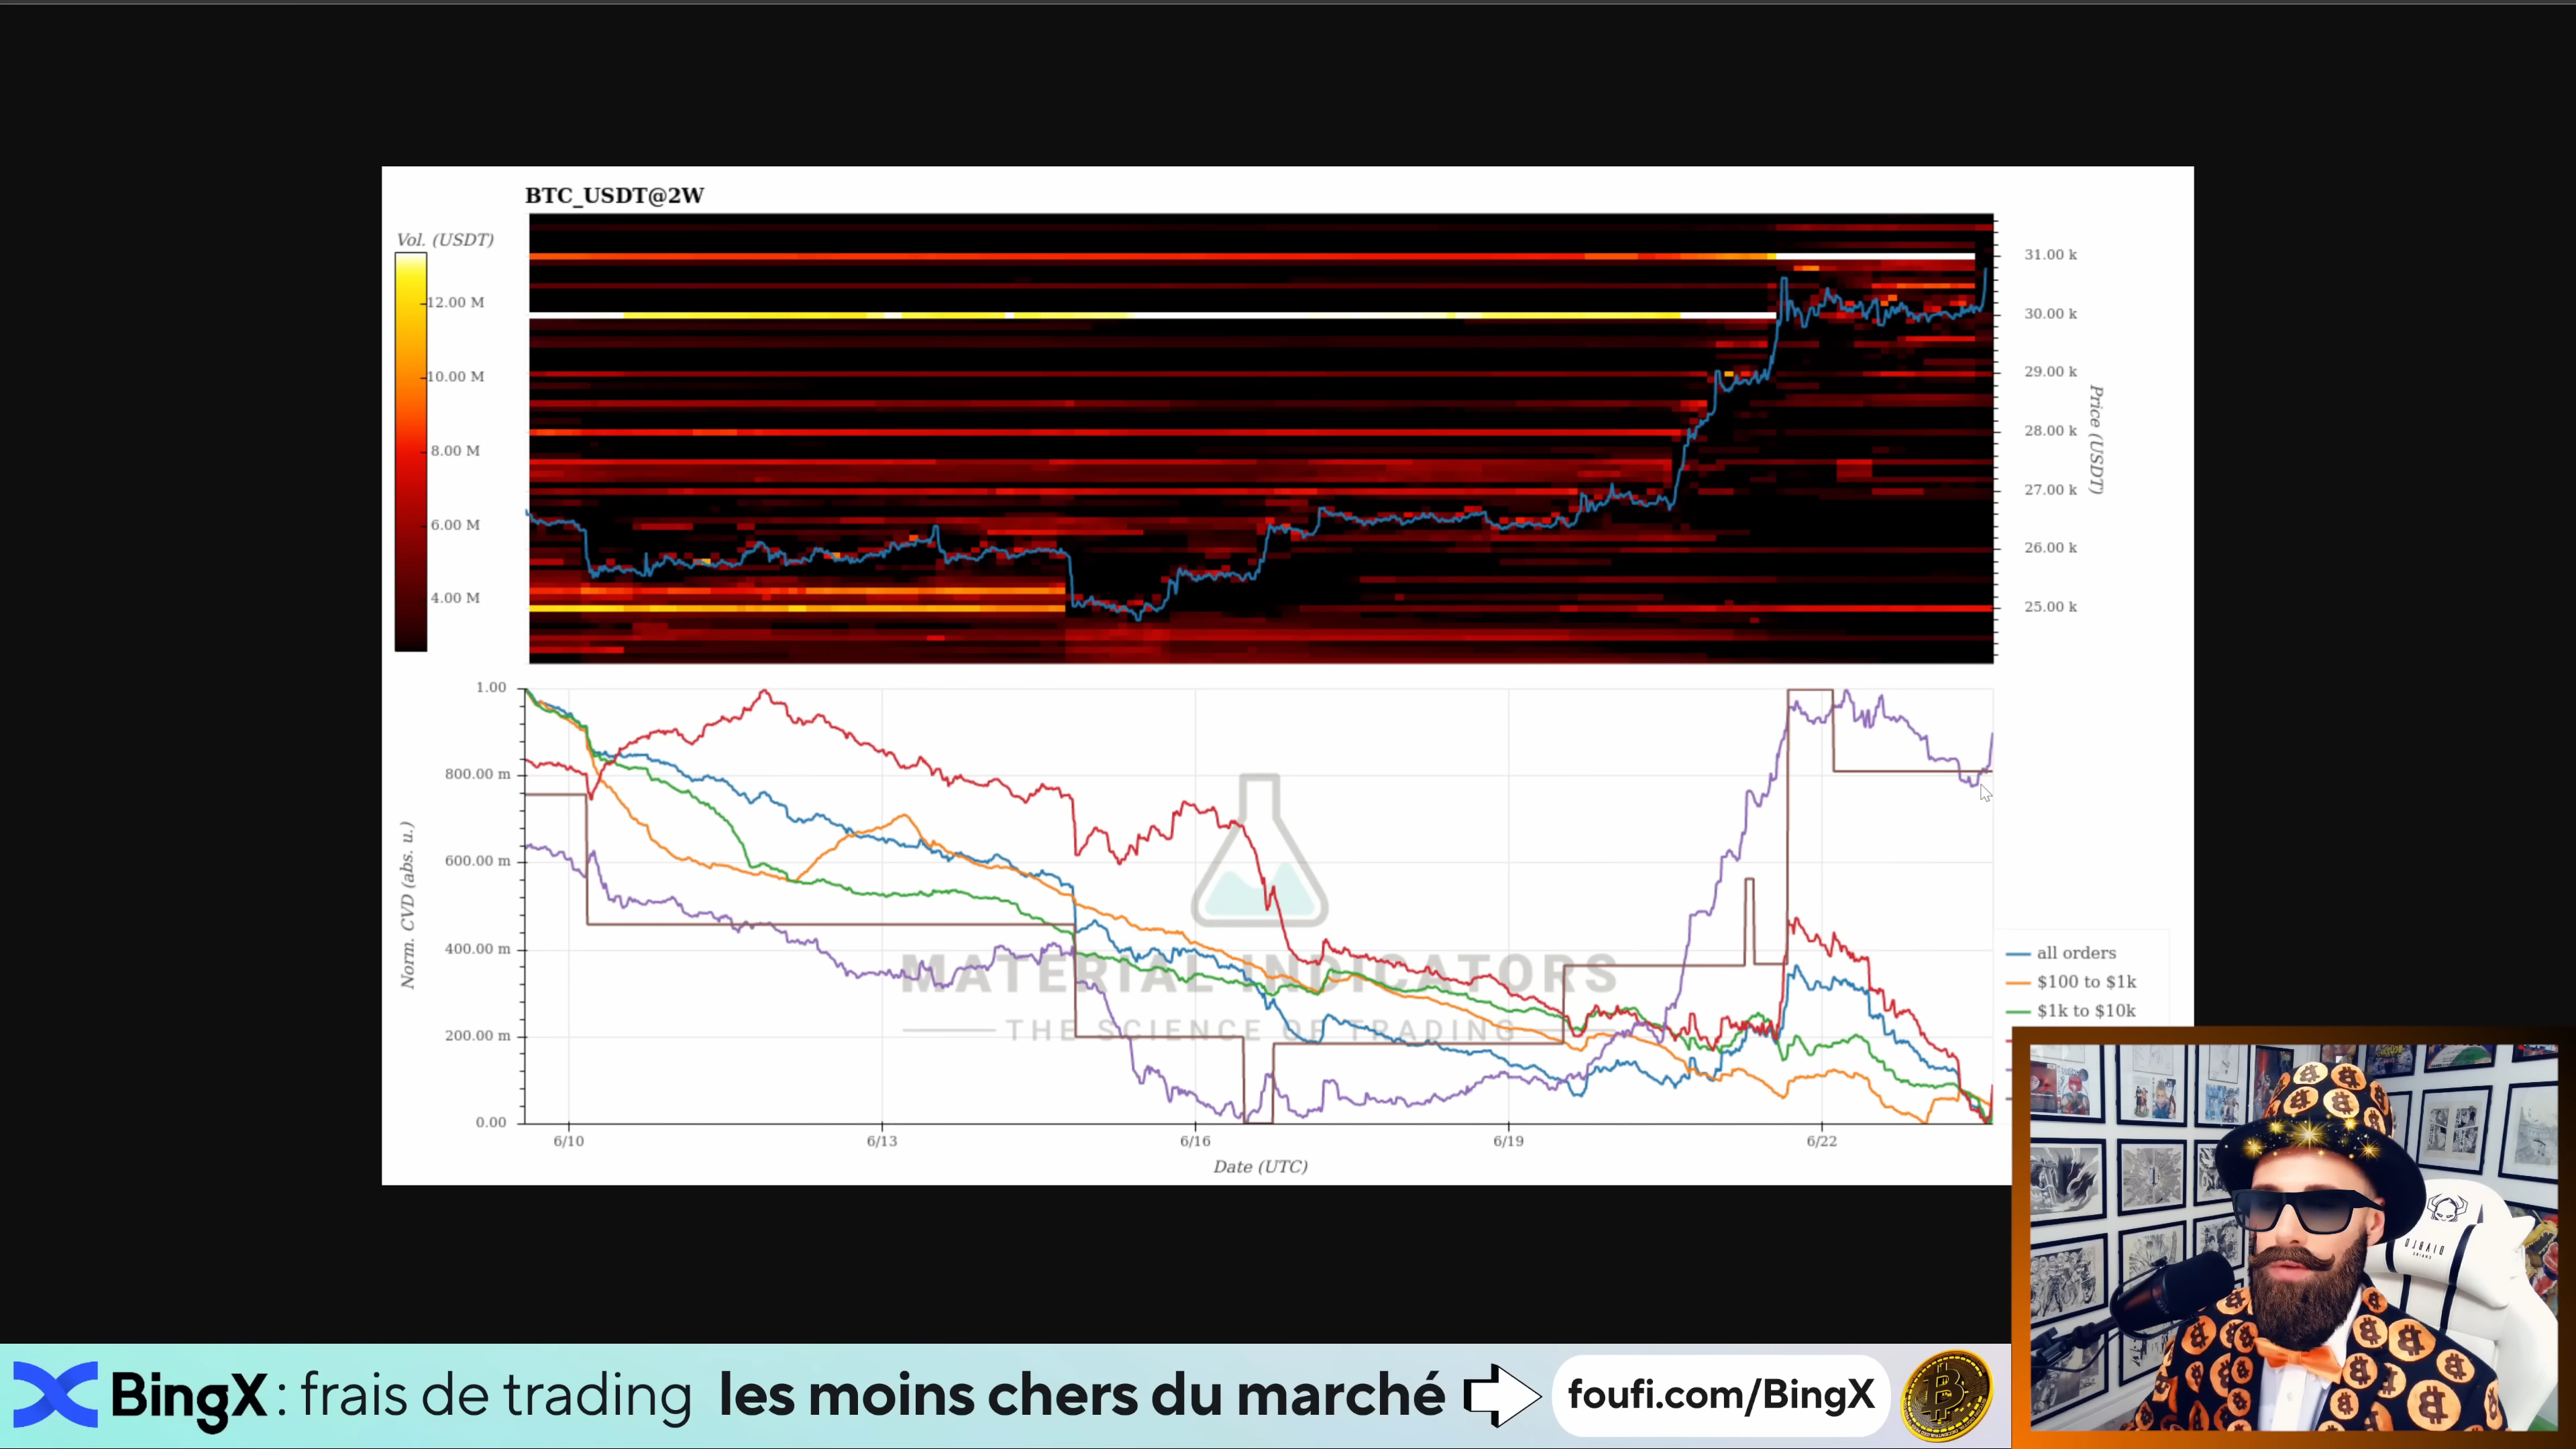 BTC_USDT@2W
Vol. (USDT)
12.00 M
10.00 M
8.00 M
6.00 M
4.00 M
31.00 k
30.00 k
29.00 k
28.00 k
27.00 k
26.00 k
25.00 k
Price (USDT)
1.00
800.00 m
600.00 m
400.00 m
200.00 m
0.00
Norm. CVD (abs. u.)
MATERIAL INDICATORS
THE SCIENCE OF TRADING
6/10
6/13
6/16
6/19
6/22
Date (UTC)
all orders
$100 to $1k
$1k to $10k
DIABLO
BingX : frais de trading les moins chers du marché
foufi.com/BingX